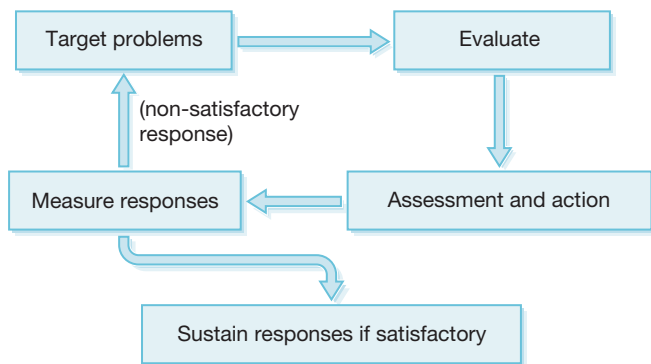 Target problems
Evaluate
(non-satisfactory
response)
Measure responses
Assessment and action
Sustain responses if satisfactory